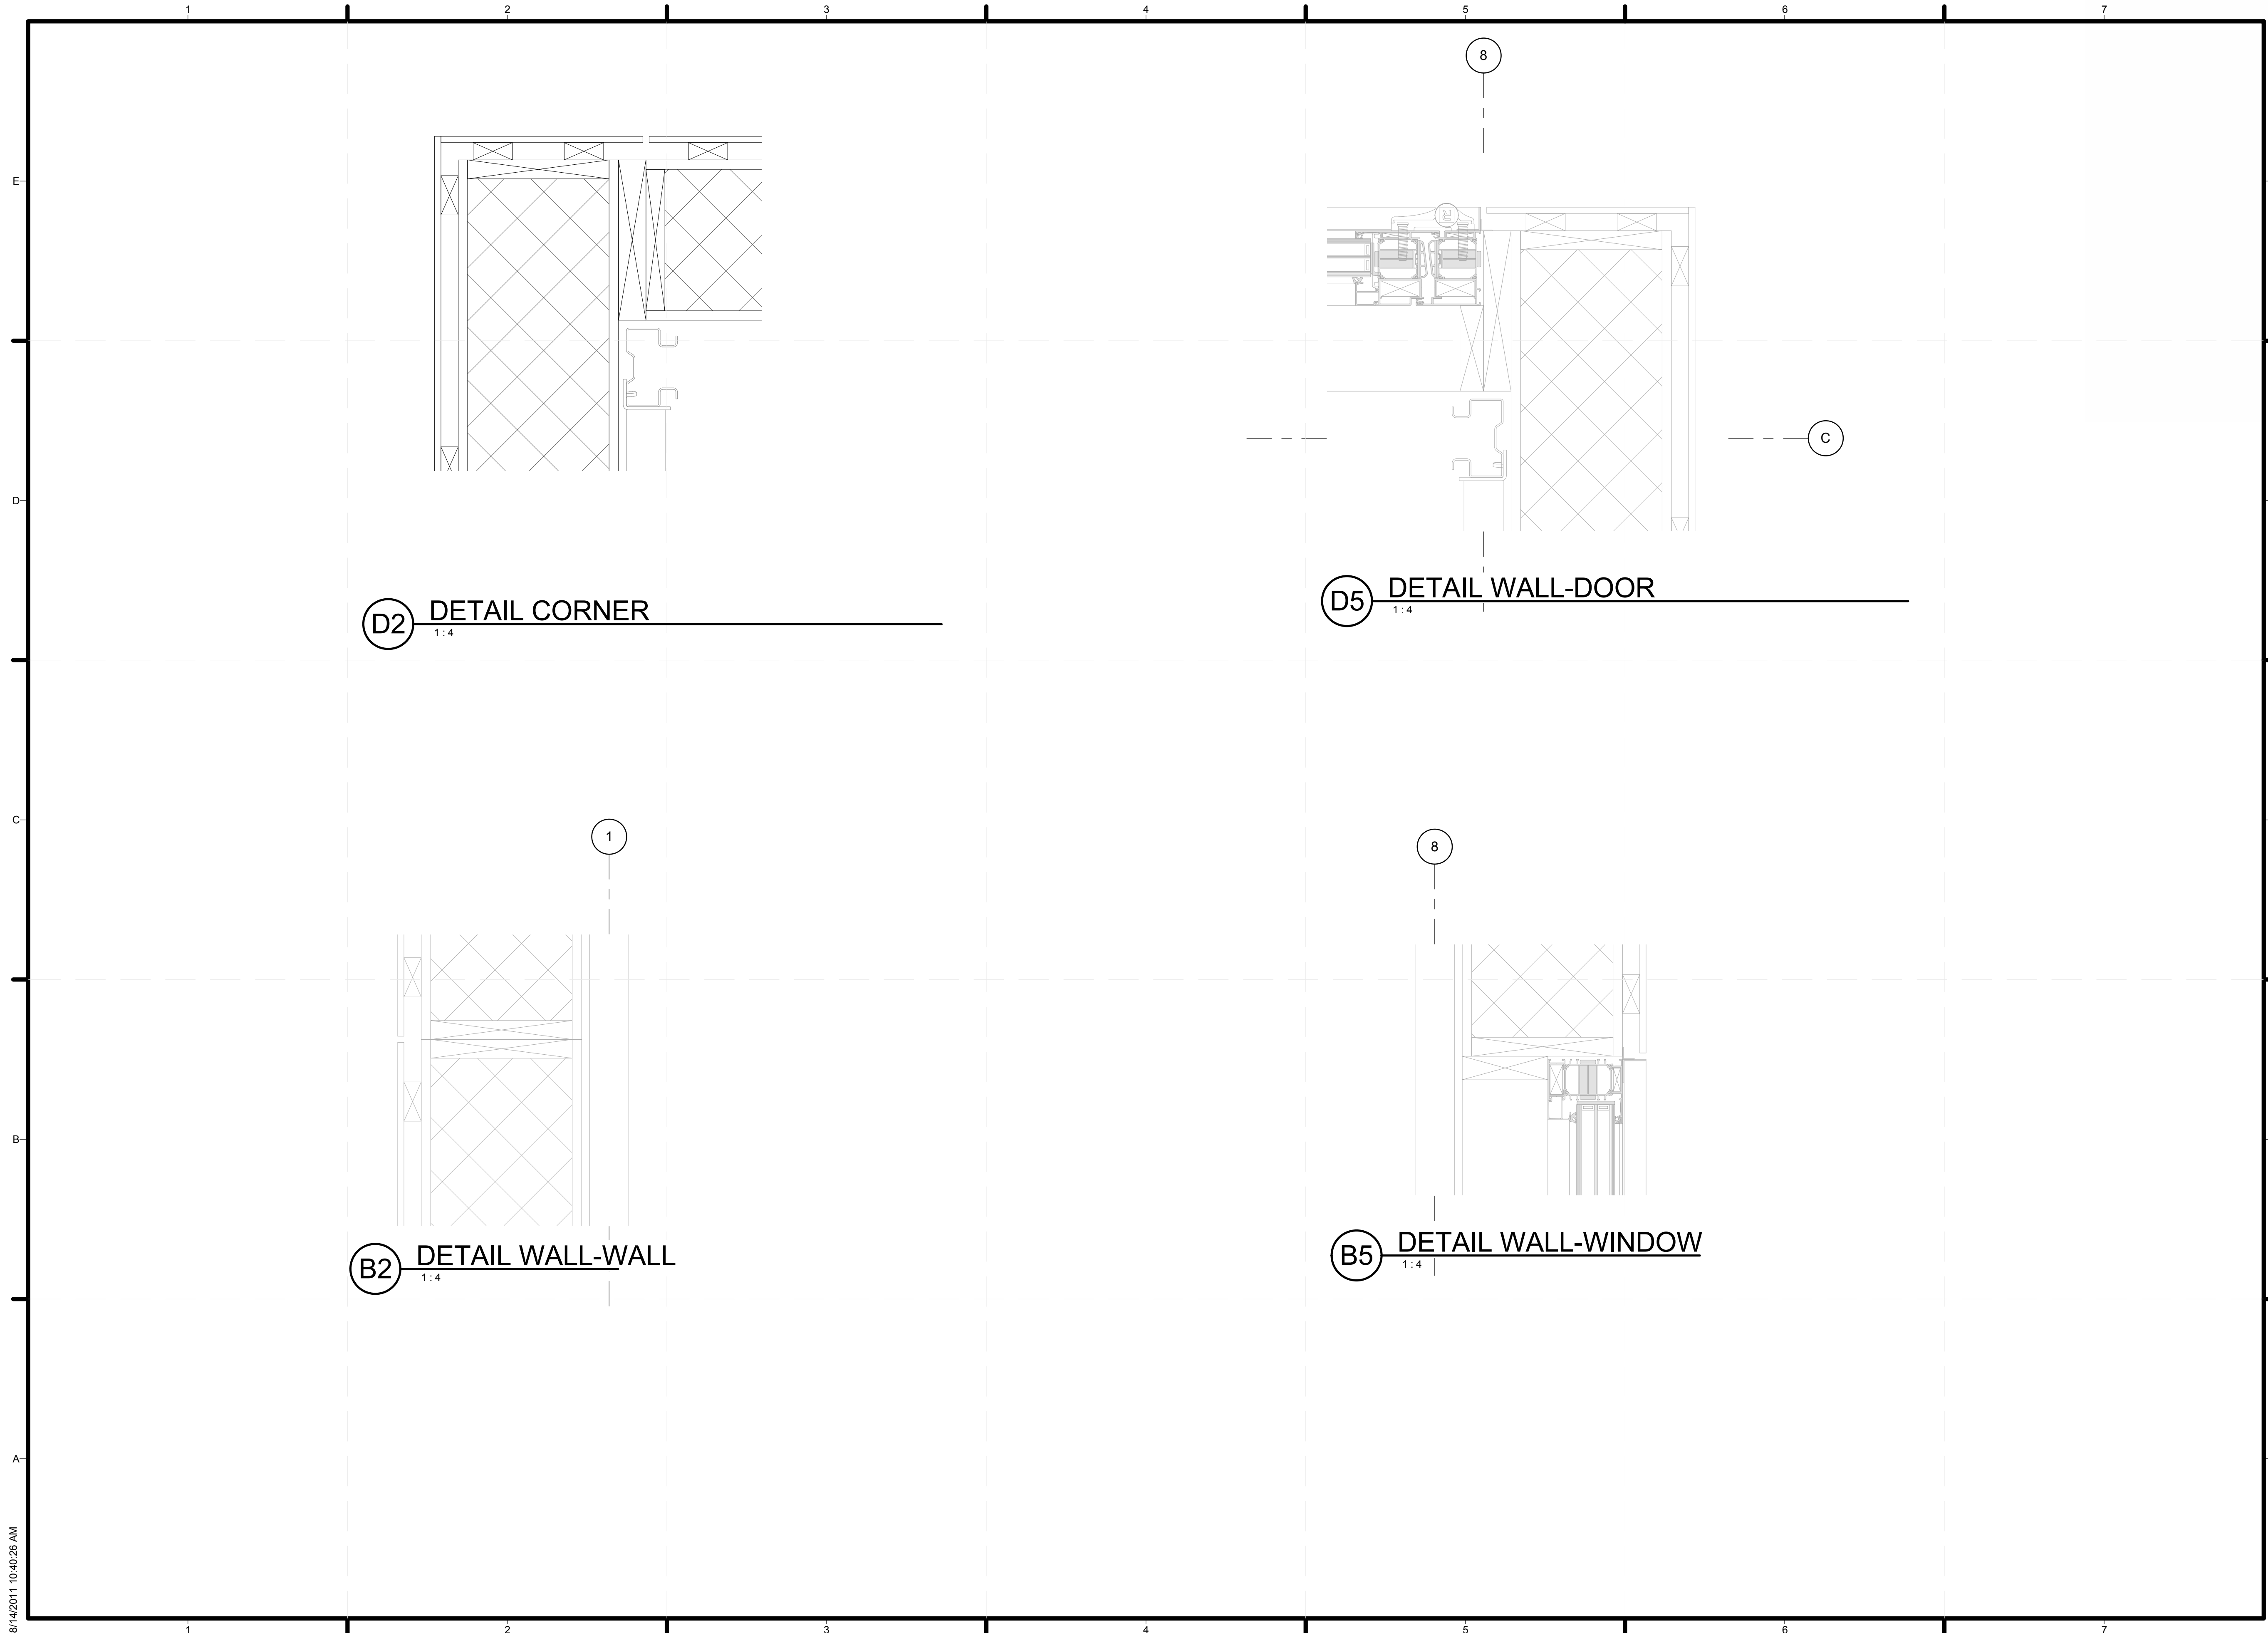 1 2 3 4 5 6 7
8
E
R
C
D
DETAIL WALL-DOOR
D5
1 : 4
DETAIL CORNER
D2
1 : 4
C
1
8
B
DETAIL WALL-WINDOW
B5
1 : 4
DETAIL WALL-WALL
B2
1 : 4
A
8/14/2011 10:40:26 AM
1 2 3 4 5 6 7